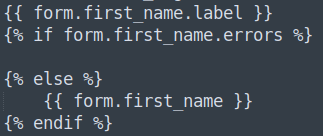 {{ form.first_name.label }}
{% if form.first_name.errors %}
{% else %}
{{ form.first_name }}
{% endif %}